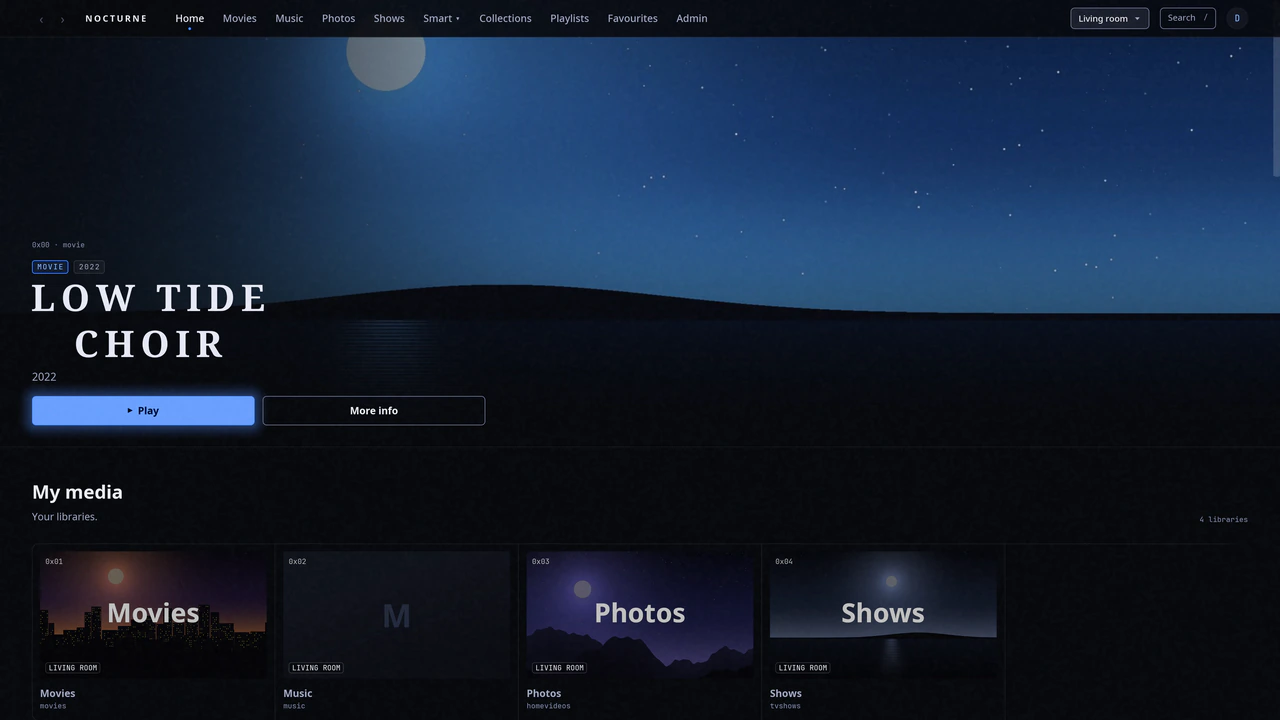 ‹ › NOCTURNE Home Movies Music Photos Shows Smart ▾ Collections Playlists Favourites Admin Living room Search / D
0x00 · movie
MOVIE 2022
LOW TIDE
CHOIR
2022
Play More info
My media
Your libraries.
4 libraries
0x01 0x02 0x03 0x04
Movies M Photos Shows
LIVING ROOM LIVING ROOM LIVING ROOM LIVING ROOM
Movies Music Photos Shows
movies music homevideos tvshows